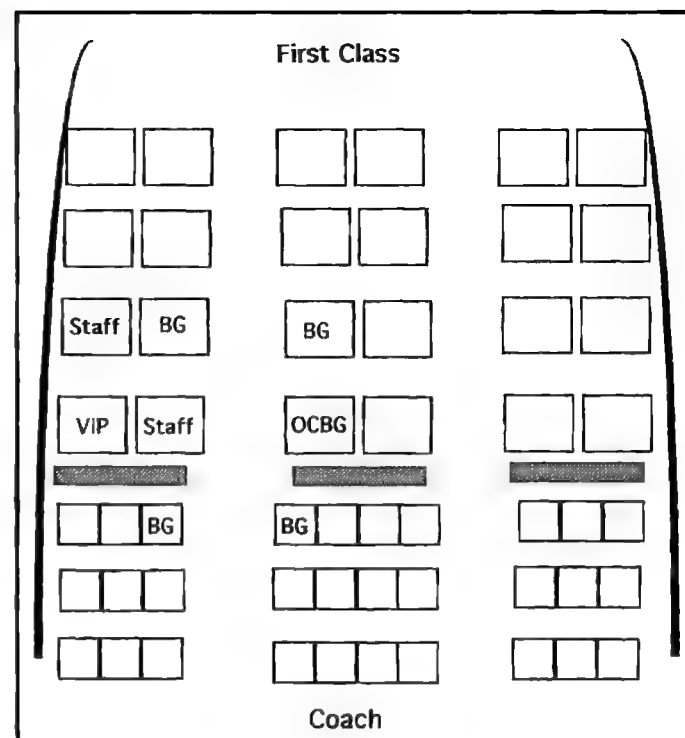 First Class
Staff BG BG
VIP Staff OCBG
BG BG
Coach